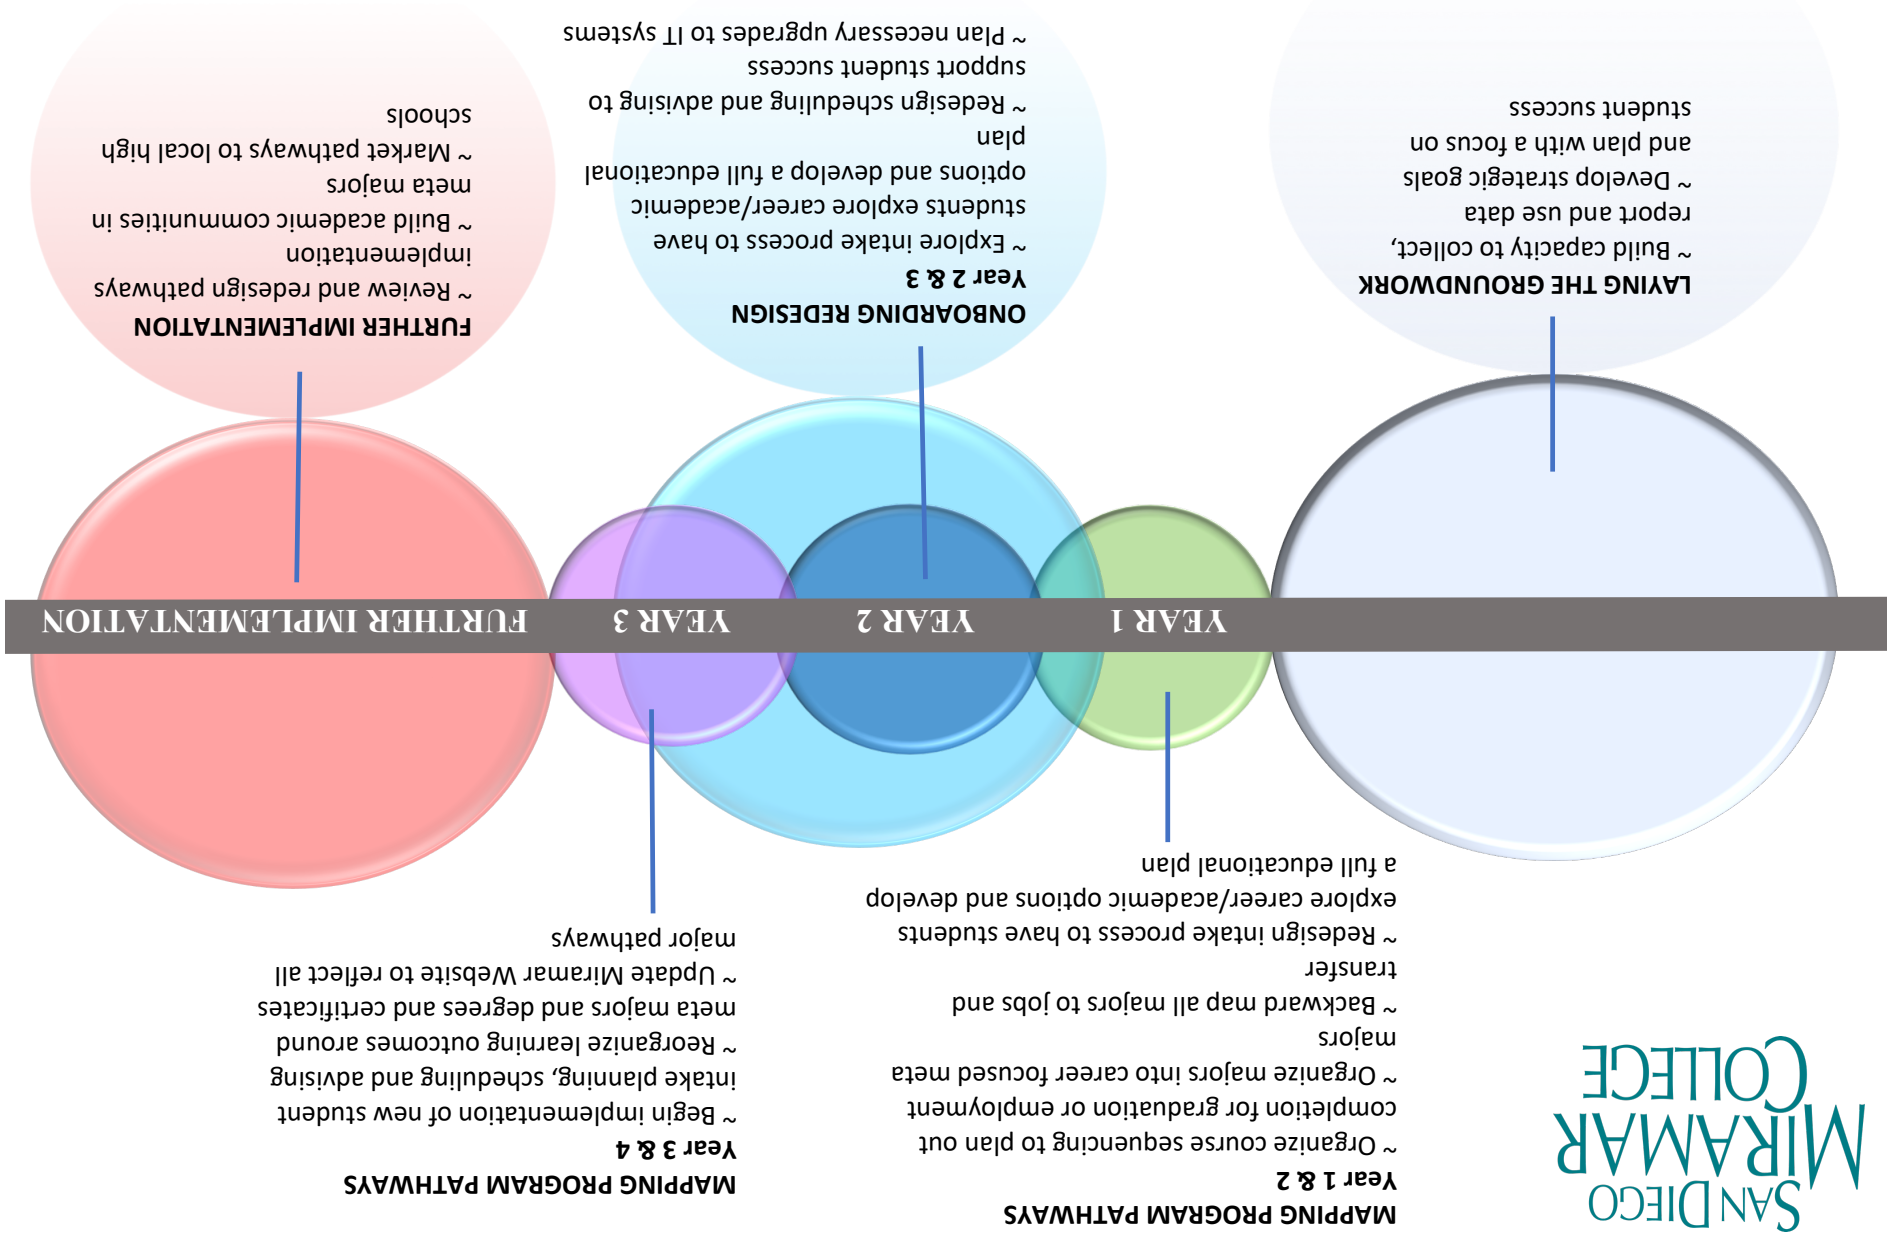 SAN DIEGO
MIRAMAR
COLLEGE
MAPPING PROGRAM PATHWAYS
Year 1 & 2
~ Organize course sequencing to plan out
completion for graduation or employment
~ Organize majors into career focused meta
majors
~ Backward map all majors to jobs and
transfer
~ Redesign intake process to have students
explore career/academic options and develop
a full educational plan
MAPPING PROGRAM PATHWAYS
Year 3 & 4
~ Begin implementation of new student
intake planning, scheduling and advising
~ Reorganize learning outcomes around
meta majors and degrees and certificates
~ Update Miramar Website to reflect all
major pathways
YEAR 1
YEAR 2
YEAR 3
FURTHER IMPLEMENTATION
LAYING THE GROUNDWORK
~ Build capacity to collect,
report and use data
~ Develop strategic goals
and plan with a focus on
student success
ONBOARDING REDESIGN
Year 2 & 3
~ Explore intake process to have
students explore career/academic
options and develop a full educational
plan
~ Redesign scheduling and advising to
support student success
~ Plan necessary upgrades to IT systems
FURTHER IMPLEMENTATION
~ Review and redesign pathways
implementation
~ Build academic communities in
meta majors
~ Market pathways to local high
schools